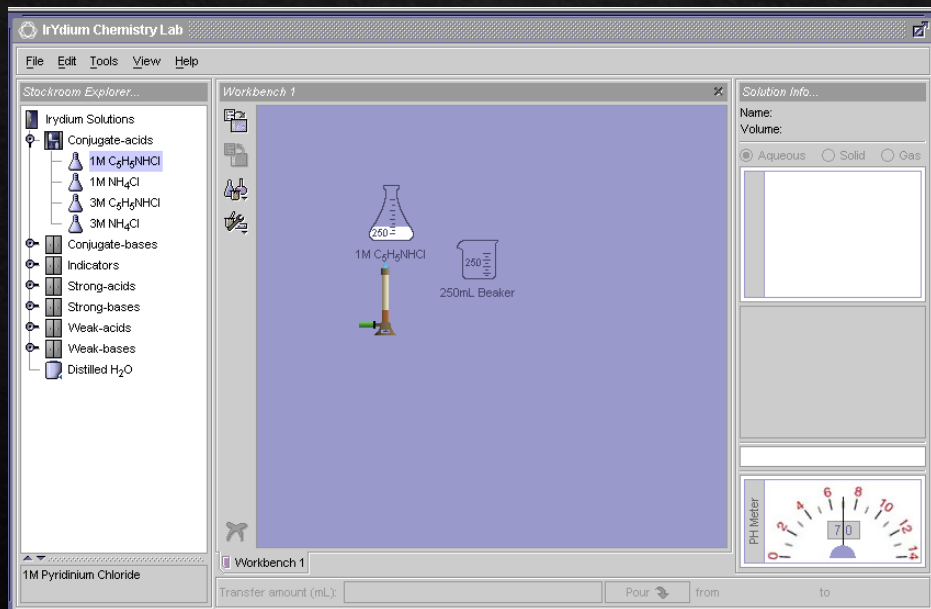 IrYdium Chemistry Lab
File Edit Tools View Help
Stockroom Explorer...
Irydium Solutions
Conjugate-acids
1M C₅H₅NHCl
1M NH₄Cl
3M C₅H₅NHCl
3M NH₄Cl
Conjugate-bases
Indicators
Strong-acids
Strong-bases
Weak-acids
Weak-bases
Distilled H₂O
1M Pyridinium Chloride
Workbench 1
250
1M C₅H₅NHCl
250
250mL Beaker
Workbench 1
Transfer amount (mL): Pour from to
Solution Info...
Name:
Volume:
Aqueous Solid Gas
PH Meter
0 2 4 6 8 10 12 14
7.0